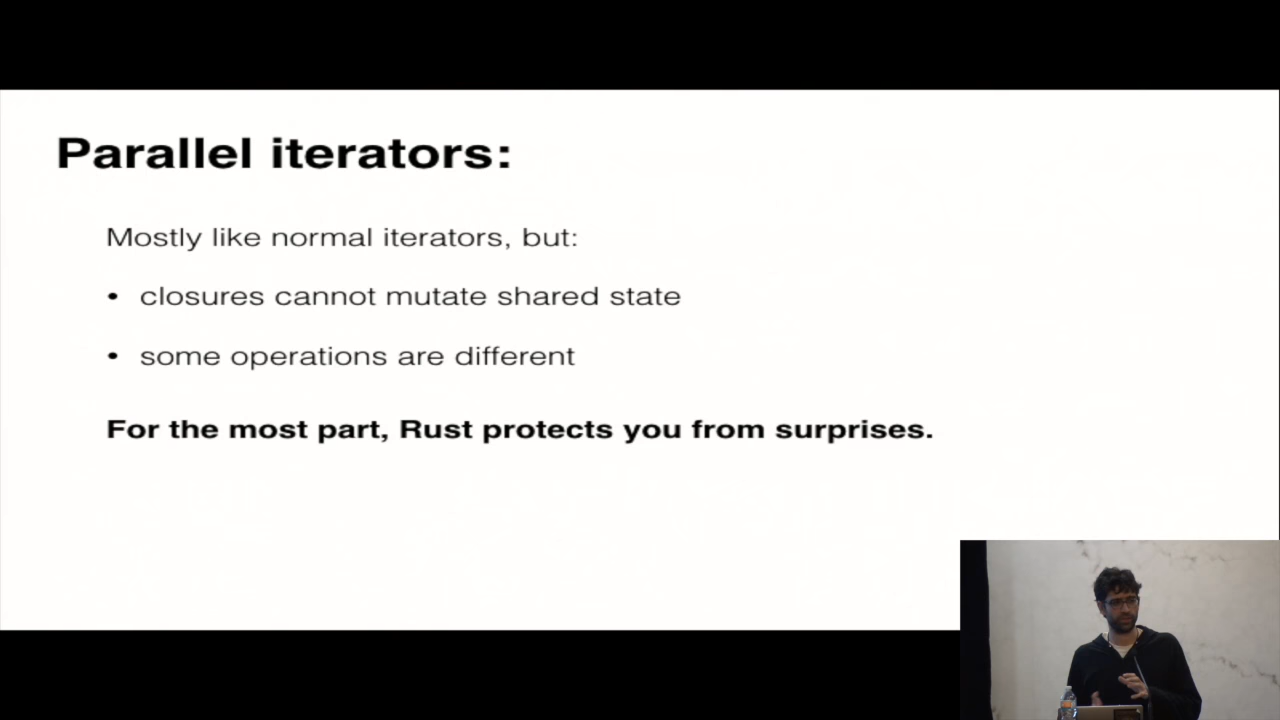 Parallel iterators:
Mostly like normal iterators, but:
• closures cannot mutate shared state
• some operations are different
For the most part, Rust protects you from surprises.